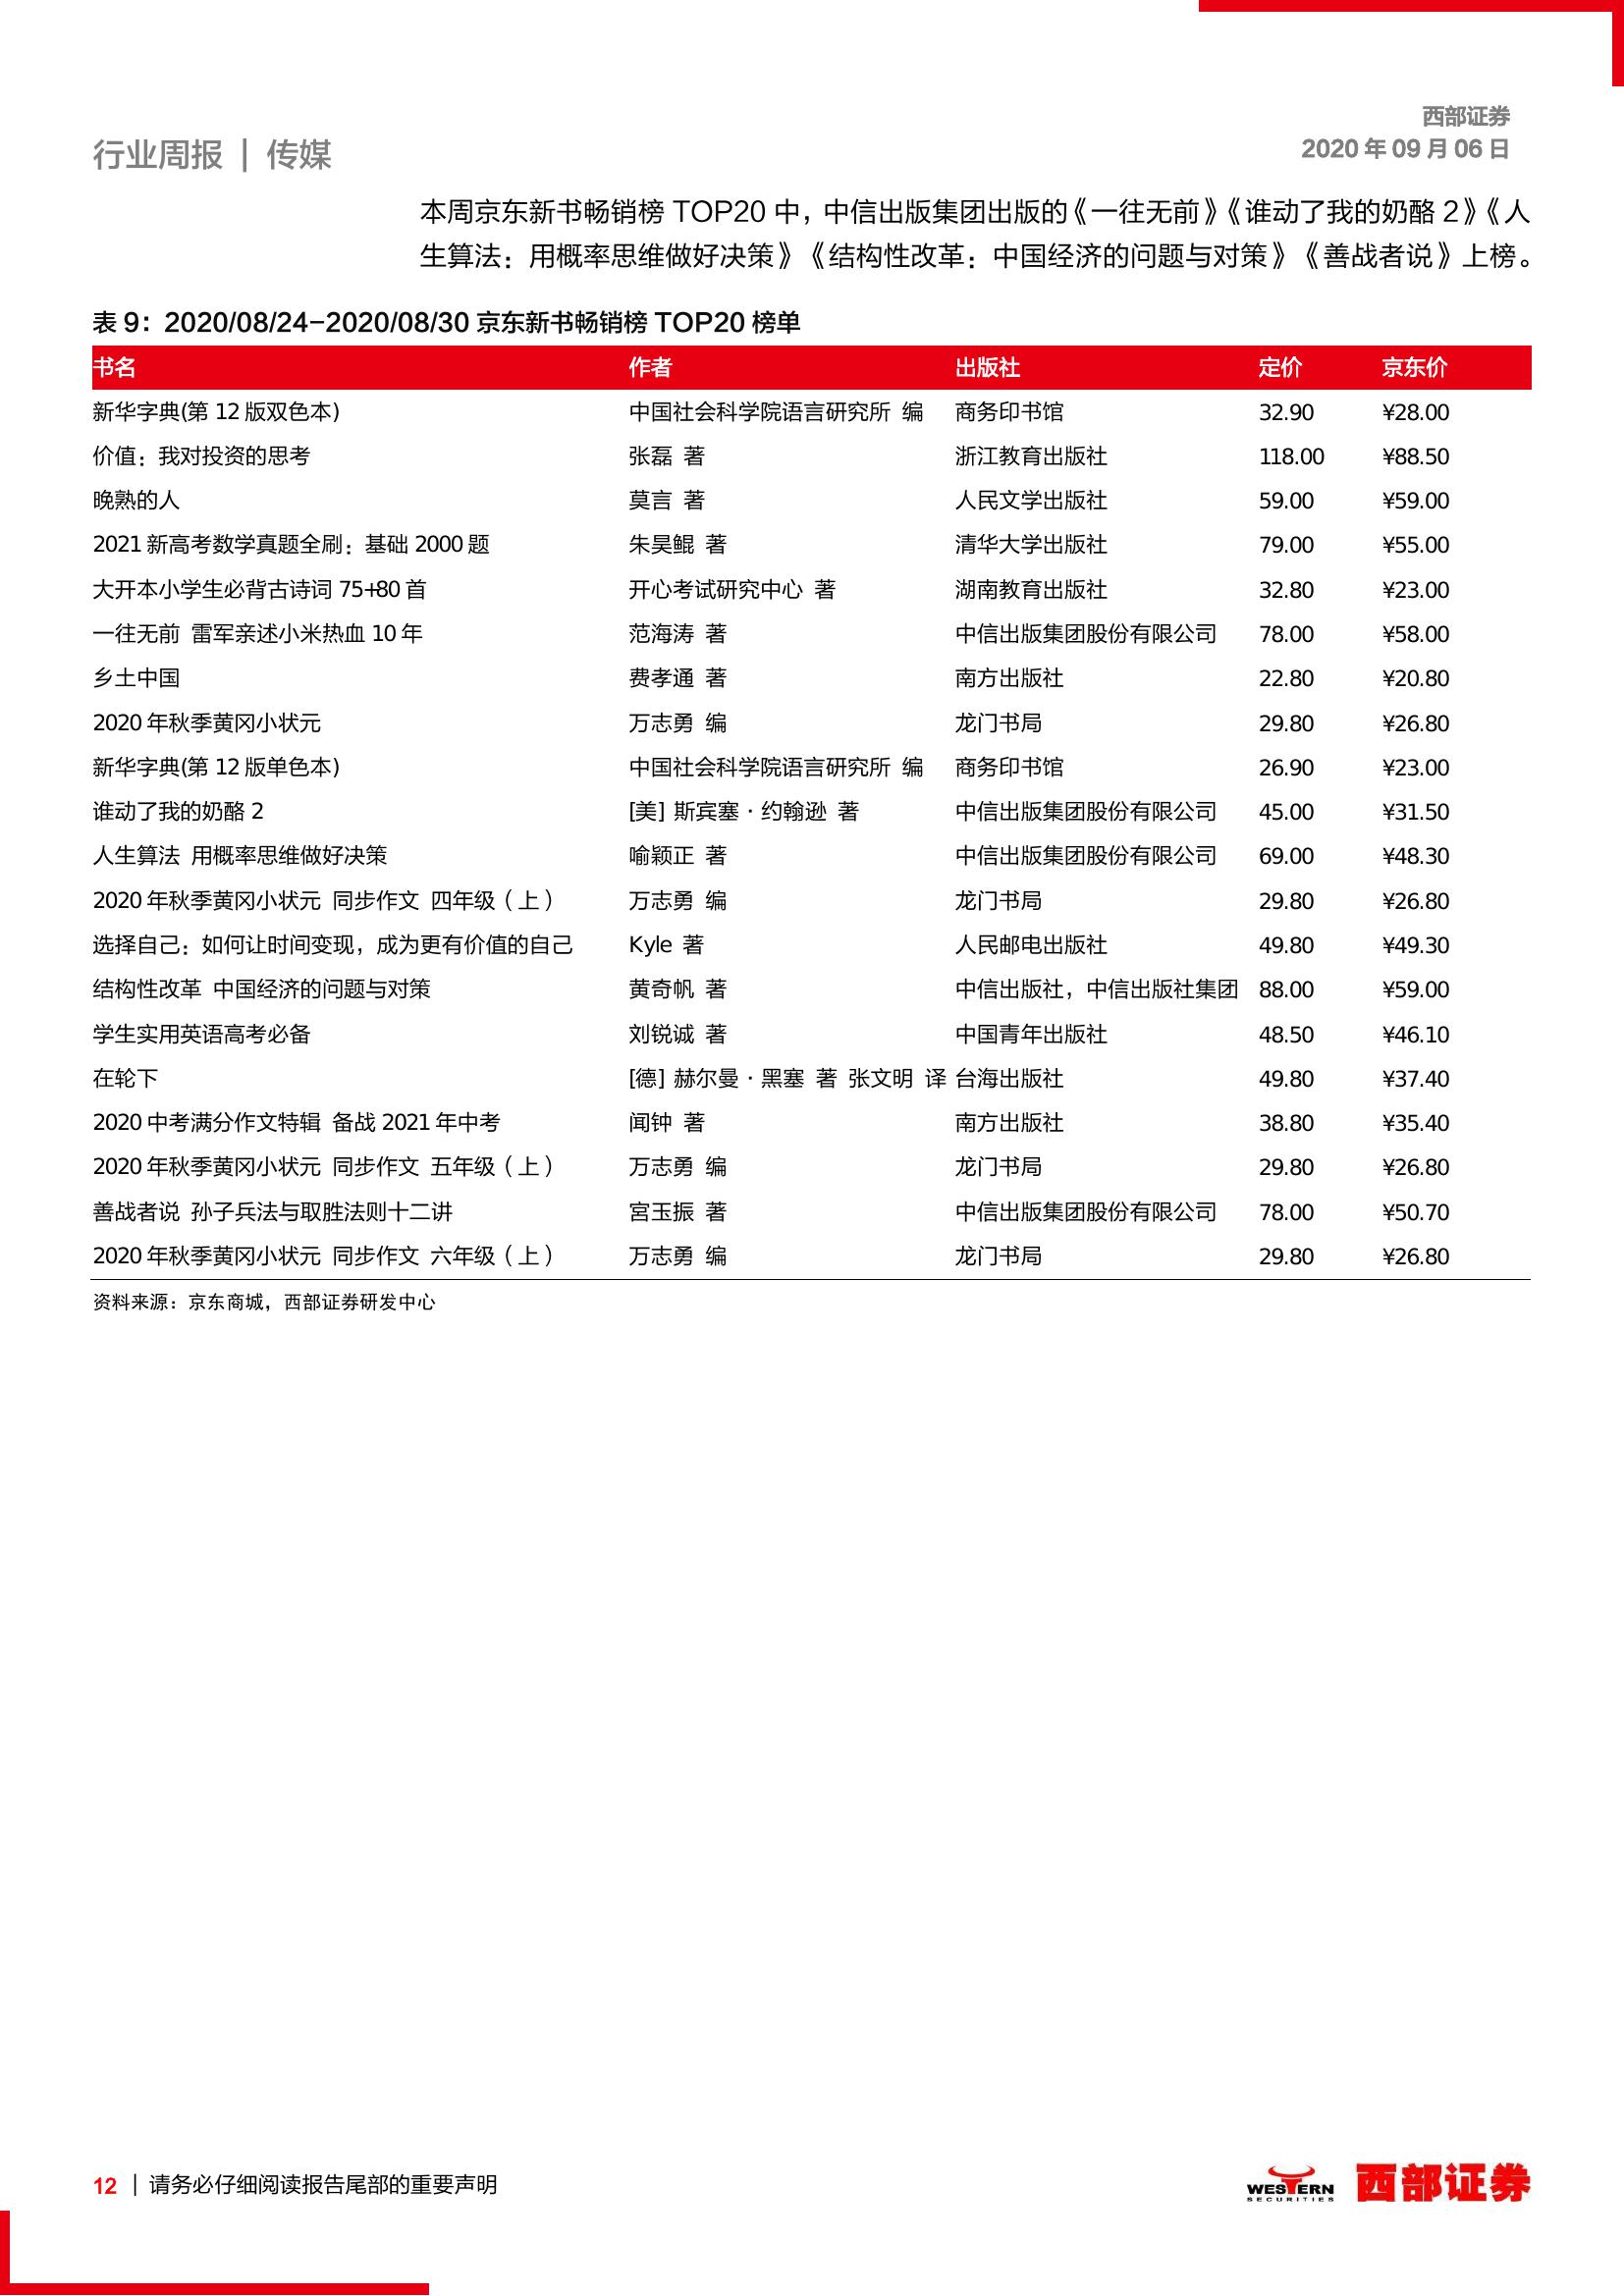 西部证券
行业周报 | 传媒
2020 年 09 月 06 日
本周京东新书畅销榜 TOP20 中，中信出版集团出版的《一往无前》《谁动了我的奶酪 2》《人
生算法：用概率思维做好决策》《结构性改革：中国经济的问题与对策》《善战者说》上榜。
表 9：2020/08/24-2020/08/30 京东新书畅销榜 TOP20 榜单
书名 作者 出版社 定价 京东价
新华字典(第 12 版双色本) 中国社会科学院语言研究所 编 商务印书馆 32.90 ¥28.00
价值：我对投资的思考 张磊 著 浙江教育出版社 118.00 ¥88.50
晚熟的人 莫言 著 人民文学出版社 59.00 ¥59.00
2021 新高考数学真题全刷：基础 2000 题 朱昊鲲 著 清华大学出版社 79.00 ¥55.00
大开本小学生必背古诗词 75+80 首 开心考试研究中心 著 湖南教育出版社 32.80 ¥23.00
一往无前 雷军亲述小米热血 10 年 范海涛 著 中信出版集团股份有限公司 78.00 ¥58.00
乡土中国 费孝通 著 南方出版社 22.80 ¥20.80
2020 年秋季黄冈小状元 万志勇 编 龙门书局 29.80 ¥26.80
新华字典(第 12 版单色本) 中国社会科学院语言研究所 编 商务印书馆 26.90 ¥23.00
谁动了我的奶酪 2 [美] 斯宾塞·约翰逊 著 中信出版集团股份有限公司 45.00 ¥31.50
人生算法 用概率思维做好决策 喻颖正 著 中信出版集团股份有限公司 69.00 ¥48.30
2020 年秋季黄冈小状元 同步作文 四年级（上） 万志勇 编 龙门书局 29.80 ¥26.80
选择自己：如何让时间变现，成为更有价值的自己 Kyle 著 人民邮电出版社 49.80 ¥49.30
结构性改革 中国经济的问题与对策 黄奇帆 著 中信出版社，中信出版社集团 88.00 ¥59.00
学生实用英语高考必备 刘锐诚 著 中国青年出版社 48.50 ¥46.10
在轮下 [德] 赫尔曼·黑塞 著 张文明 译 台海出版社 49.80 ¥37.40
2020 中考满分作文特辑 备战 2021 年中考 闻钟 著 南方出版社 38.80 ¥35.40
2020 年秋季黄冈小状元 同步作文 五年级（上） 万志勇 编 龙门书局 29.80 ¥26.80
善战者说 孙子兵法与取胜法则十二讲 宫玉振 著 中信出版集团股份有限公司 78.00 ¥50.70
2020 年秋季黄冈小状元 同步作文 六年级（上） 万志勇 编 龙门书局 29.80 ¥26.80
资料来源：京东商城，西部证券研发中心
12 | 请务必仔细阅读报告尾部的重要声明
WESTERN
SECURITIES
西部证券